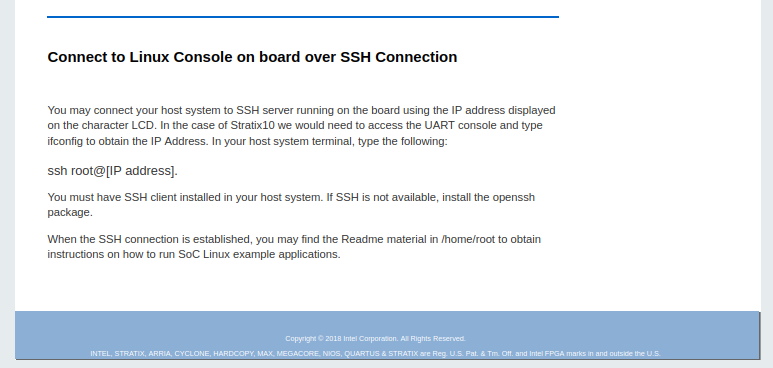 Connect to Linux Console on board over SSH Connection
You may connect your host system to SSH server running on the board using the IP address displayed
on the character LCD. In the case of Stratix10 we would need to access the UART console and type
ifconfig to obtain the IP Address. In your host system terminal, type the following:
ssh root@[IP address].
You must have SSH client installed in your host system. If SSH is not available, install the openssh
package.
When the SSH connection is established, you may find the Readme material in /home/root to obtain
instructions on how to run SoC Linux example applications.
Copyright © 2018 Intel Corporation. All Rights Reserved.
INTEL, STRATIX, ARRIA, CYCLONE, HARDCOPY, MAX, MEGACORE, NIOS, QUARTUS & STRATIX are Reg. U.S. Pat. & Tm. Off. and Intel FPGA marks in and outside the U.S.